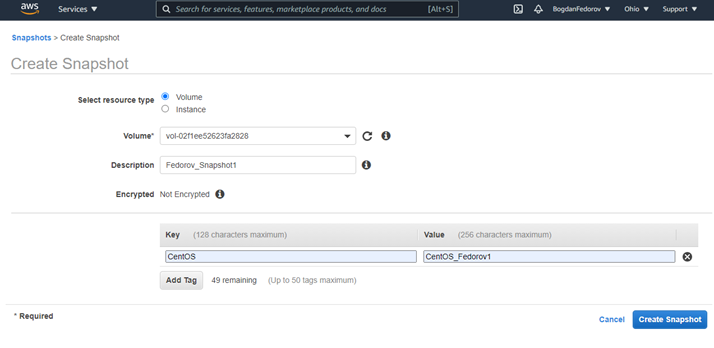 aws Services Search for services, features, marketplace products, and docs [Alt+S] BogdanFedorov Ohio Support
Snapshots > Create Snapshot
Create Snapshot
Select resource type Volume
Instance
Volume* vol-02f1ee52623fa2828
Description Fedorov_Snapshot1
Encrypted Not Encrypted
Key (128 characters maximum) Value (256 characters maximum)
CentOS CentOS_Fedorov1
Add Tag 49 remaining (Up to 50 tags maximum)
* Required Cancel Create Snapshot